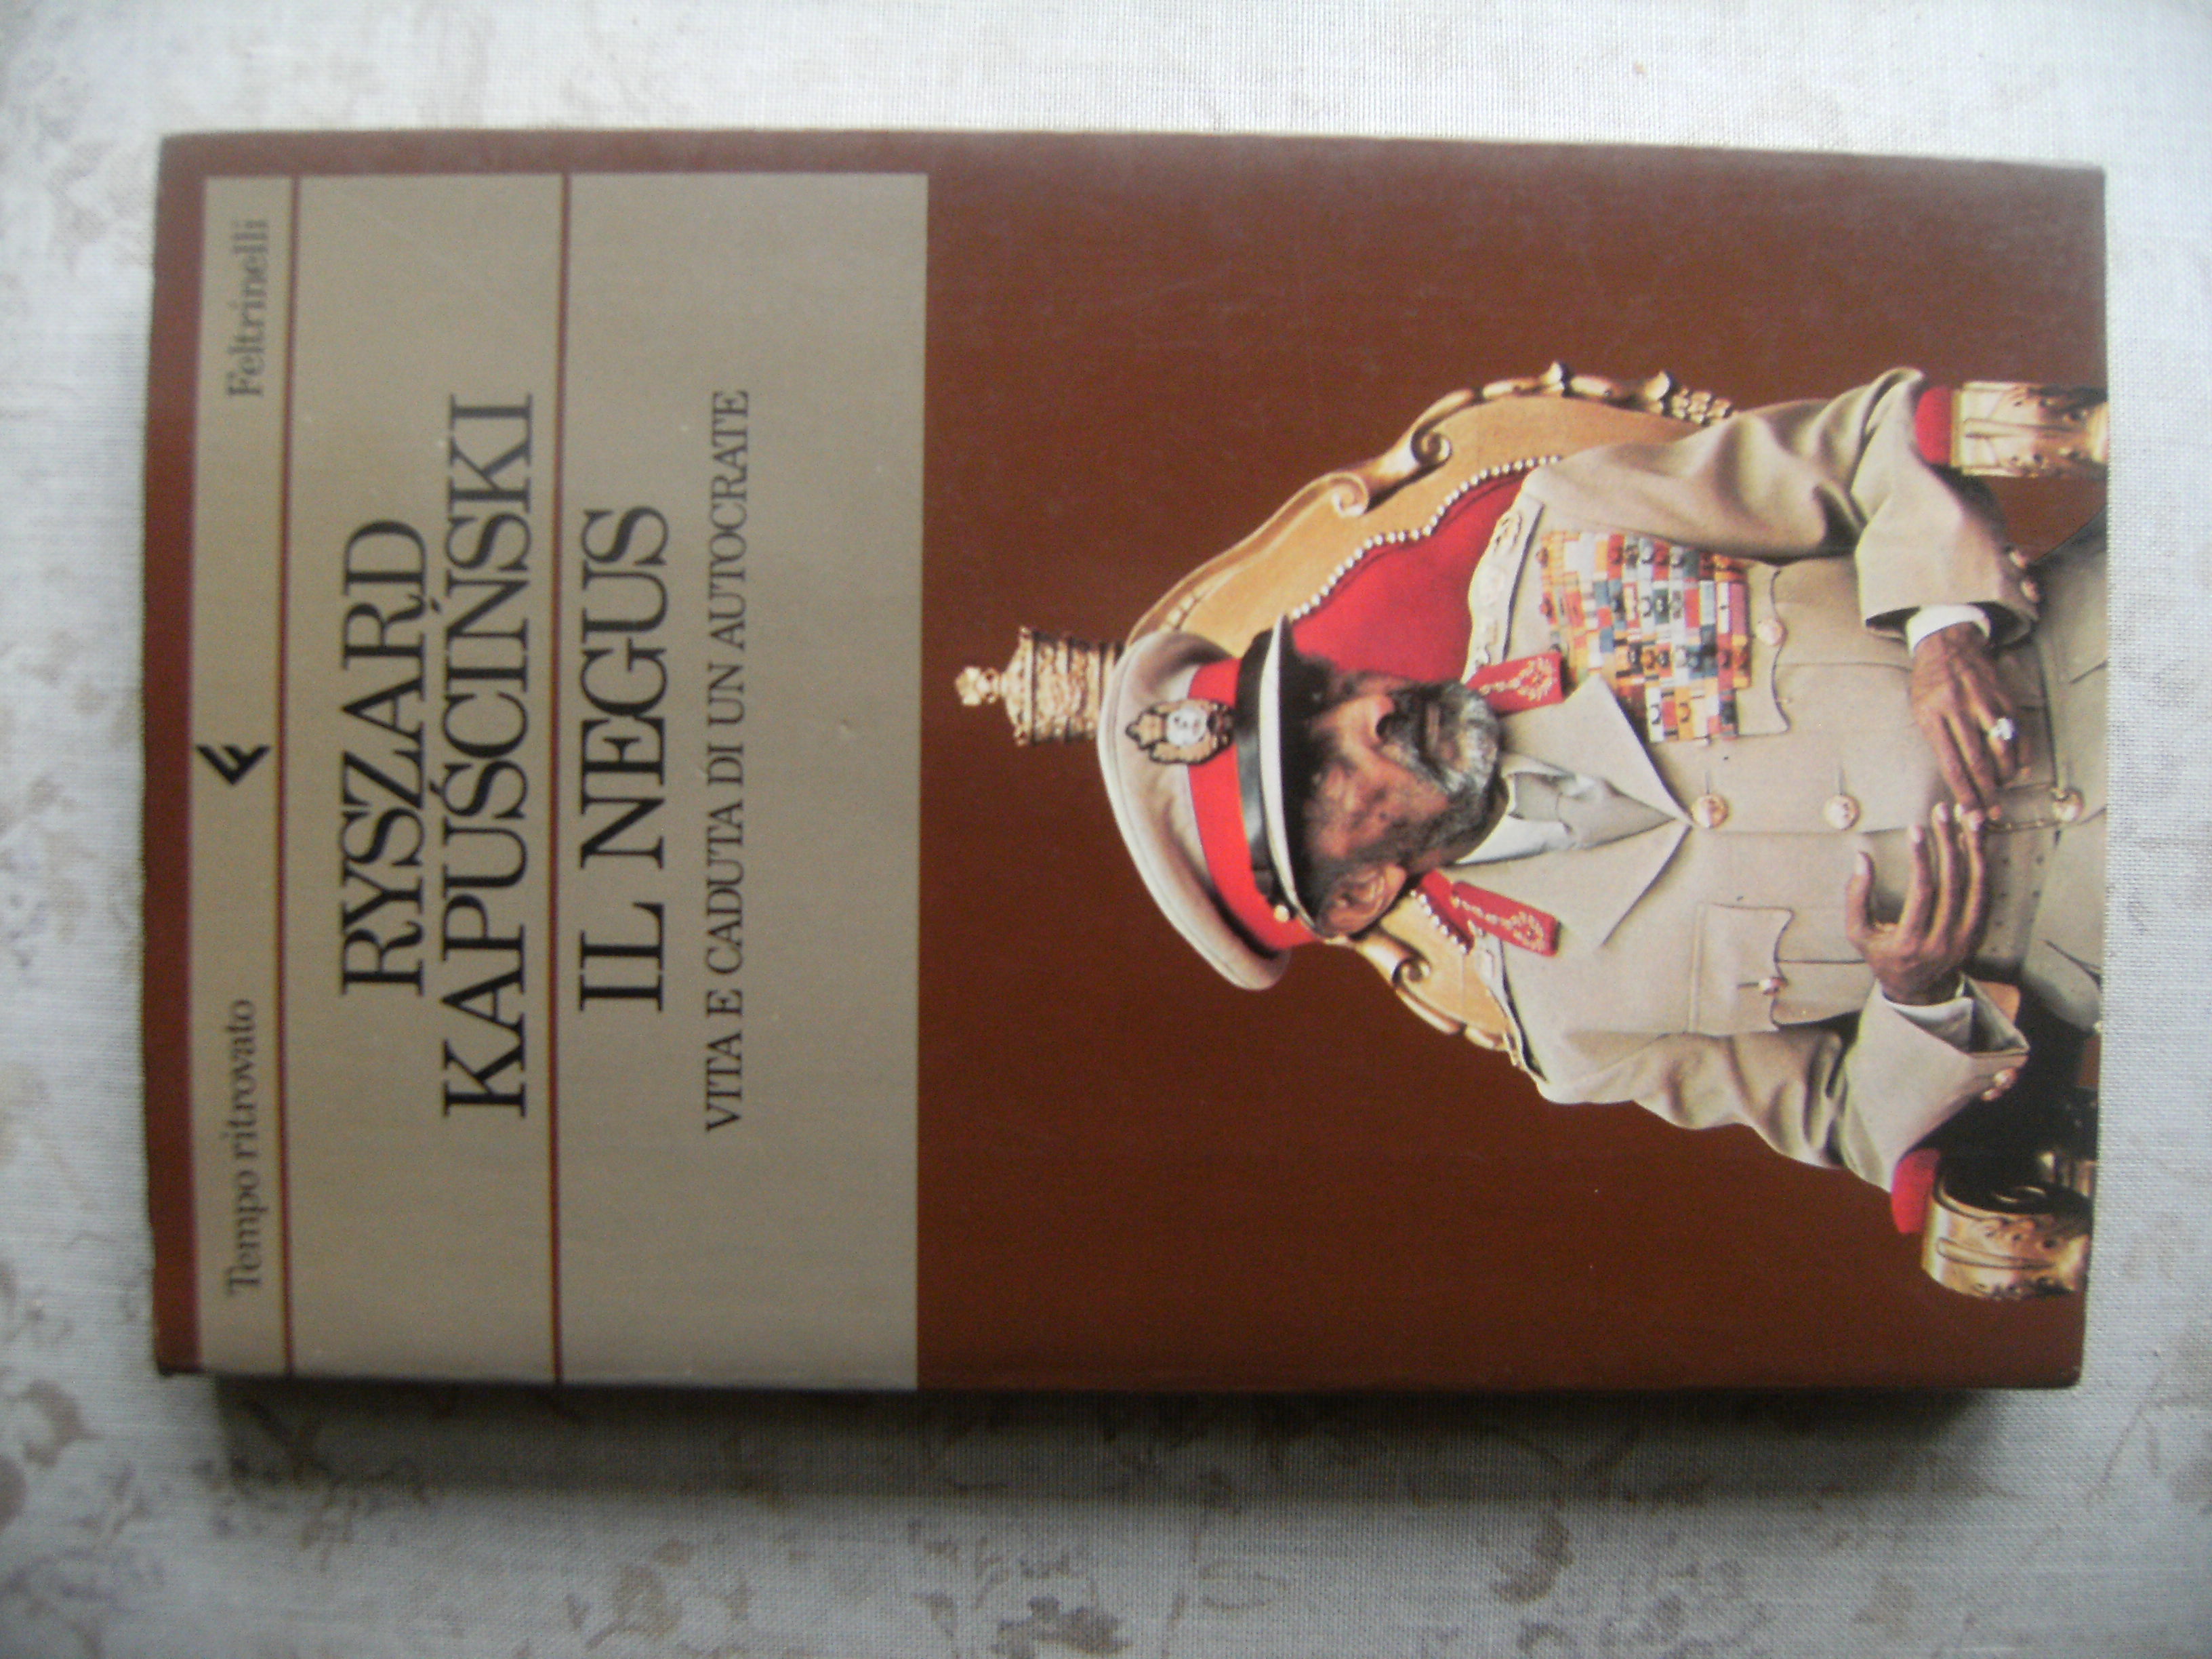 Tempo ritrovato Feltrinelli
RYSZARD
KAPUŚCIŃSKI
IL NEGUS
VITA E CADUTA DI UN AUTOCRATE